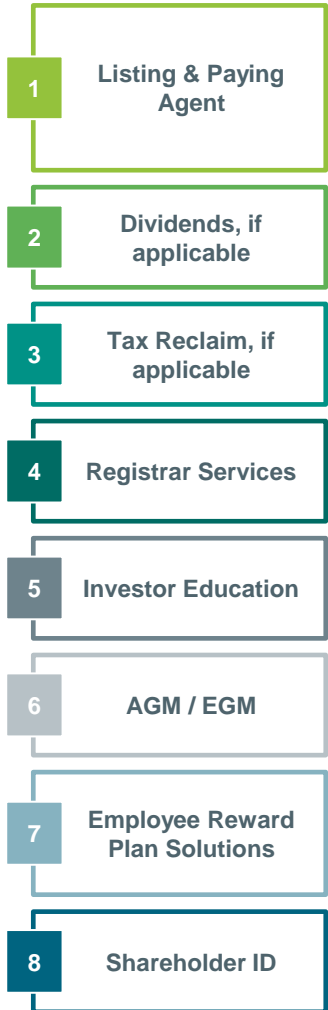 1
Listing & Paying
Agent
2
Dividends, if
applicable
3
Tax Reclaim, if
applicable
4
Registrar Services
5
Investor Education
6
AGM / EGM
7
Employee Reward
Plan Solutions
8
Shareholder ID